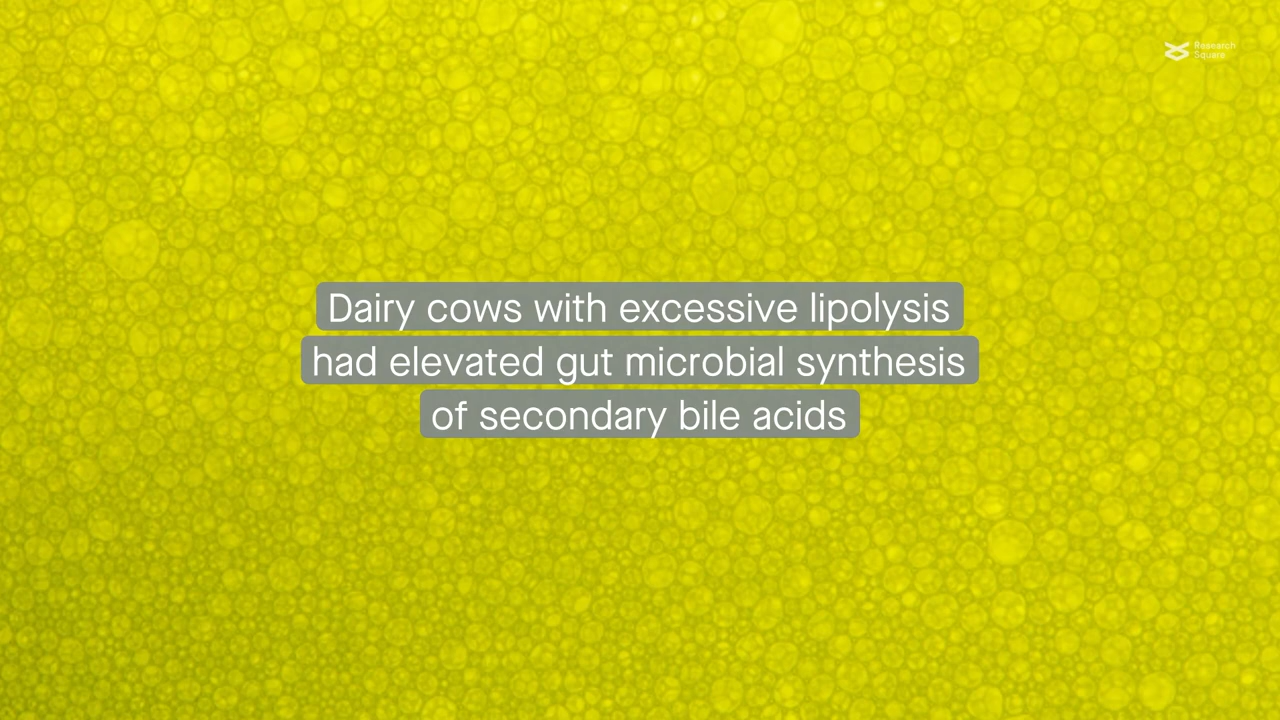 Research
Square
Dairy cows with excessive lipolysis
had elevated gut microbial synthesis
of secondary bile acids